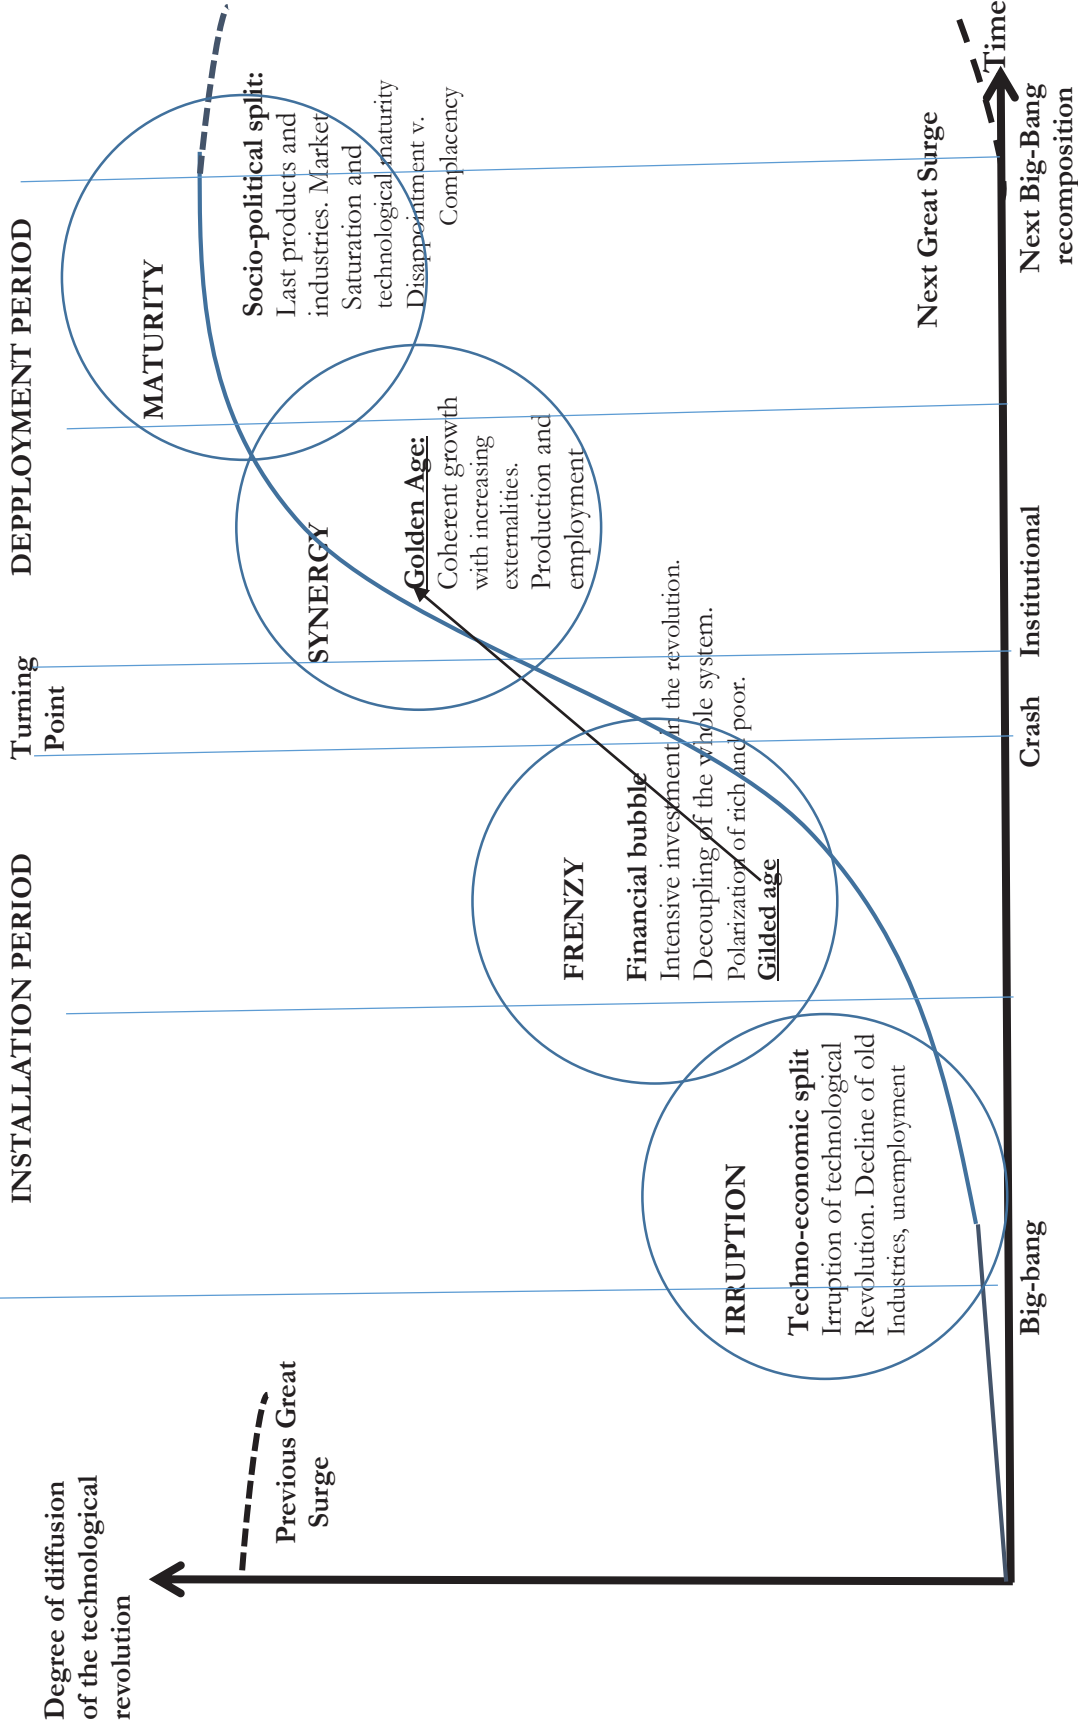 Degree of diffusion
of the technological
revolution
INSTALLATION PERIOD
Turning
Point
DEPPLOYMENT PERIOD
Previous Great
Surge
MATURITY
Socio-political split:
Last products and
industries. Market
Saturation and
technological maturity
Disappointment v.
Complacency
SYNERGY
Golden Age:
Coherent growth
with increasing
externalities.
Production and
employment
FRENZY
Financial bubble
Intensive investment in the revolution.
Decoupling of the whole system.
Polarization of rich and poor.
Gilded age
IRRUPTION
Techno-economic split
Irruption of technological
Revolution. Decline of old
Industries, unemployment
Next Great Surge
Time
Big-bang
Crash
Institutional
Next Big-Bang
recomposition